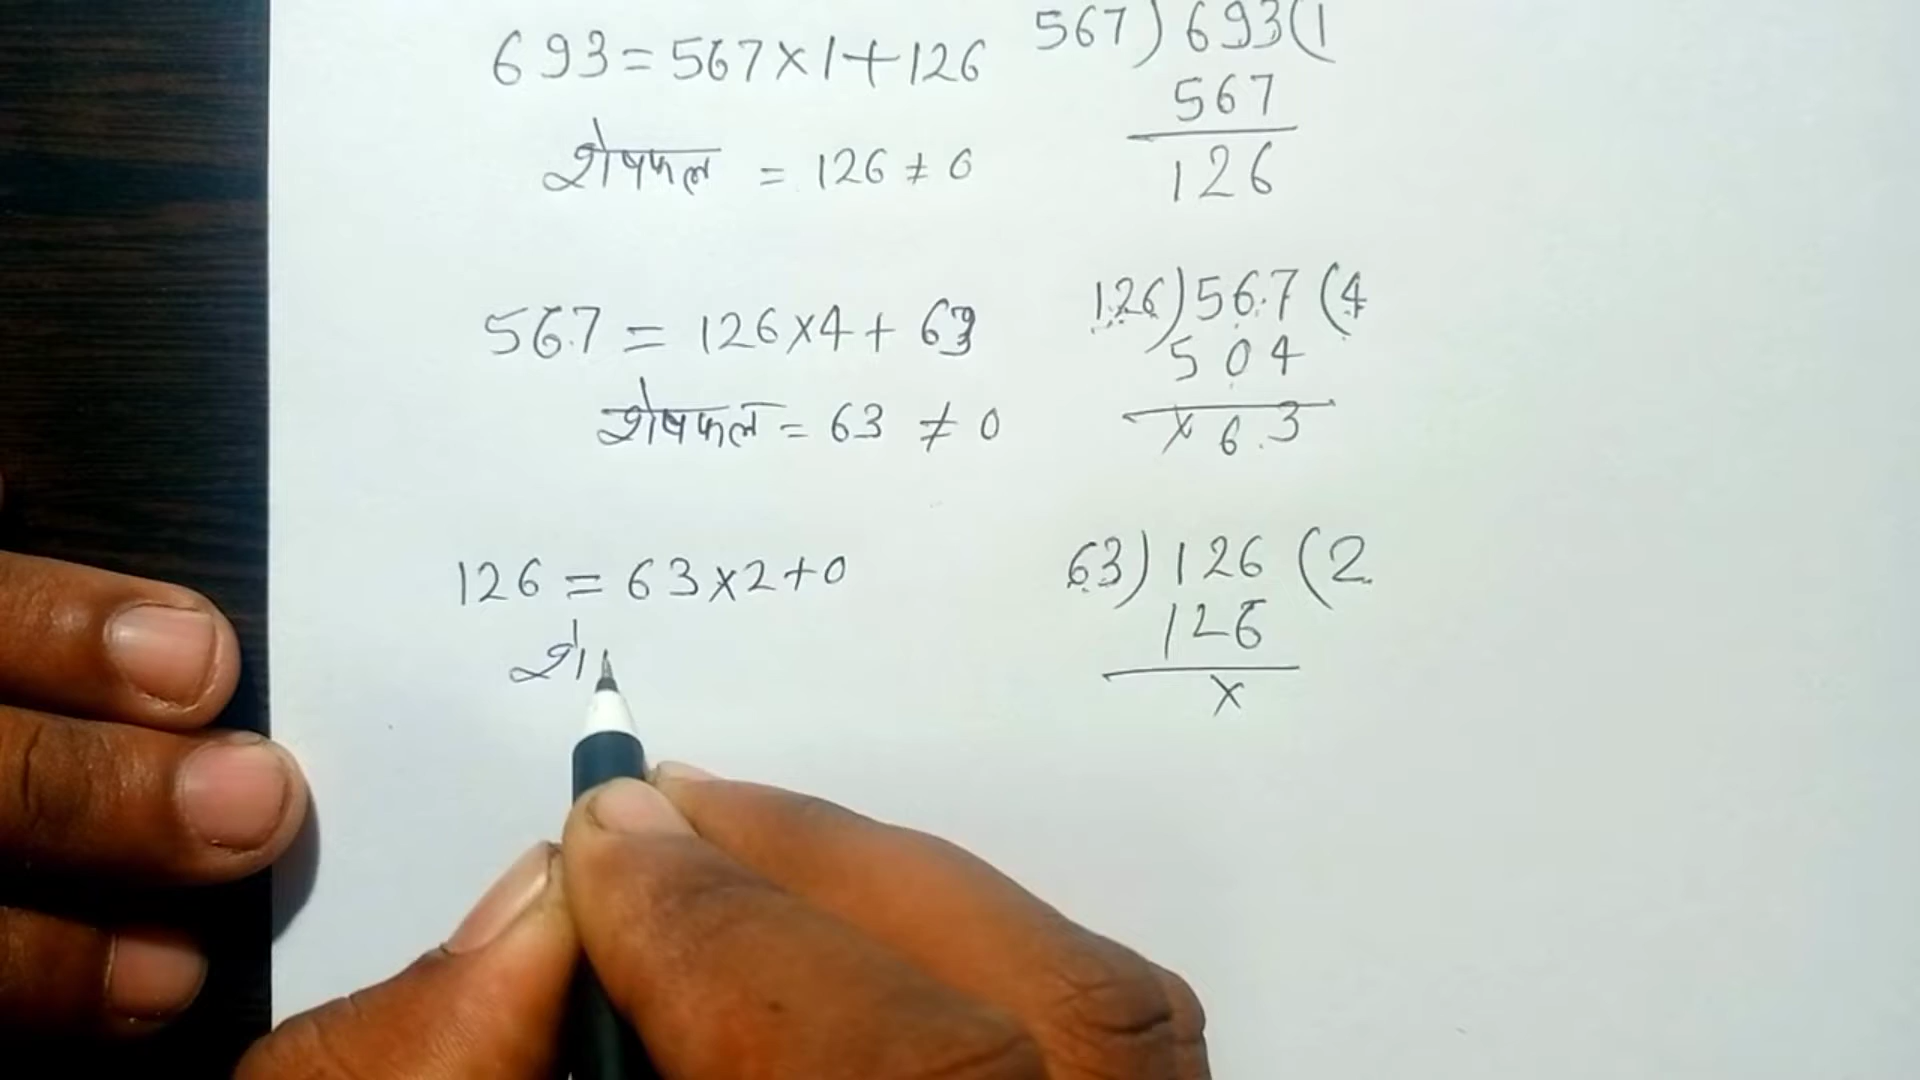 693 = 567 × 1 + 126
शेषफल = 126 ≠ 0
567 ) 693 ( 1
567
126
567 = 126 × 4 + 63
शेषफल = 63 ≠ 0
126 ) 567 ( 4
504
× 63
126 = 63 × 2 + 0
शे
63 ) 126 ( 2
126
×